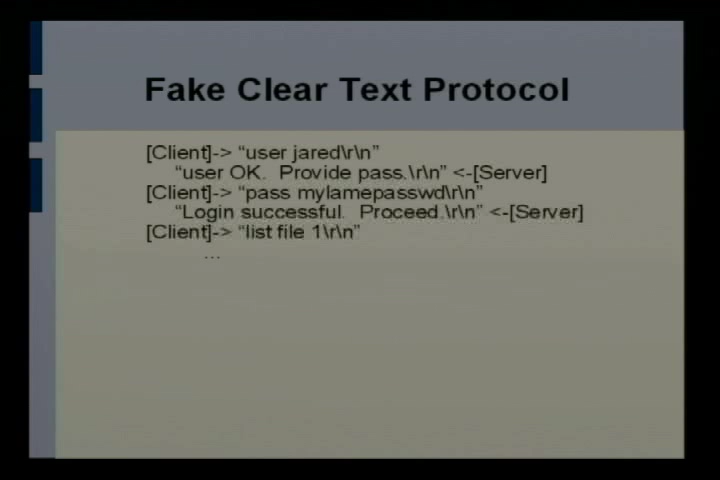 Fake Clear Text Protocol
[Client]-> “user jared\r\n”
“user OK.  Provide pass.\r\n” <-[Server]
[Client]-> “pass mylamepasswd\r\n”
“Login successful.  Proceed.\r\n” <-[Server]
[Client]-> “list file 1\r\n”
...